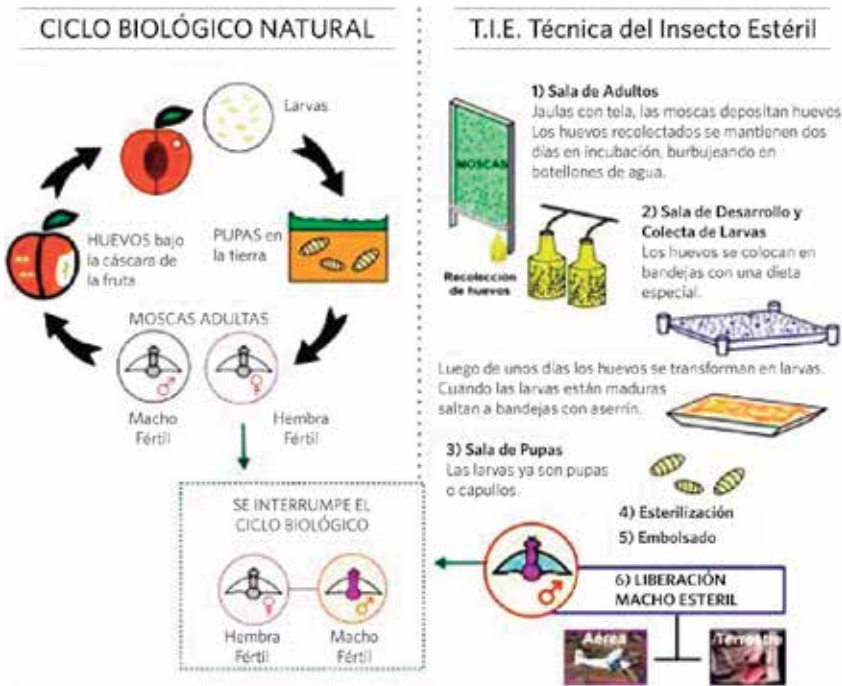 CICLO BIOLÓGICO NATURAL
Larvas
HUEVOS bajo
la cáscara de
la fruta
PUPAS en
la tierra
MOSCAS ADULTAS
Macho
Fértil
Hembra
Fértil
SE INTERRUMPE EL
CICLO BIOLÓGICO
Hembra
Fértil
Macho
Fértil
T.I.E. Técnica del Insecto Estéril
1) Sala de Adultos
Jaulas con tela, las moscas depositan huevos
Los huevos recolectados se mantienen dos
días en incubación, burbujeando en
botellones de agua.
MOSCAS
Recolección
de huevos
2) Sala de Desarrollo y
Colecta de Larvas
Los huevos se colocan en
bandejas con una dieta
especial.
Luego de unos días los huevos se transforman en larvas.
Cuando las larvas están maduras
saltan a bandejas con aserrín.
3) Sala de Pupas
Las larvas ya son pupas
o capullos.
4) Esterilización
5) Embolsado
6) LIBERACIÓN
MACHO ESTERIL
Aérea
Terrestre